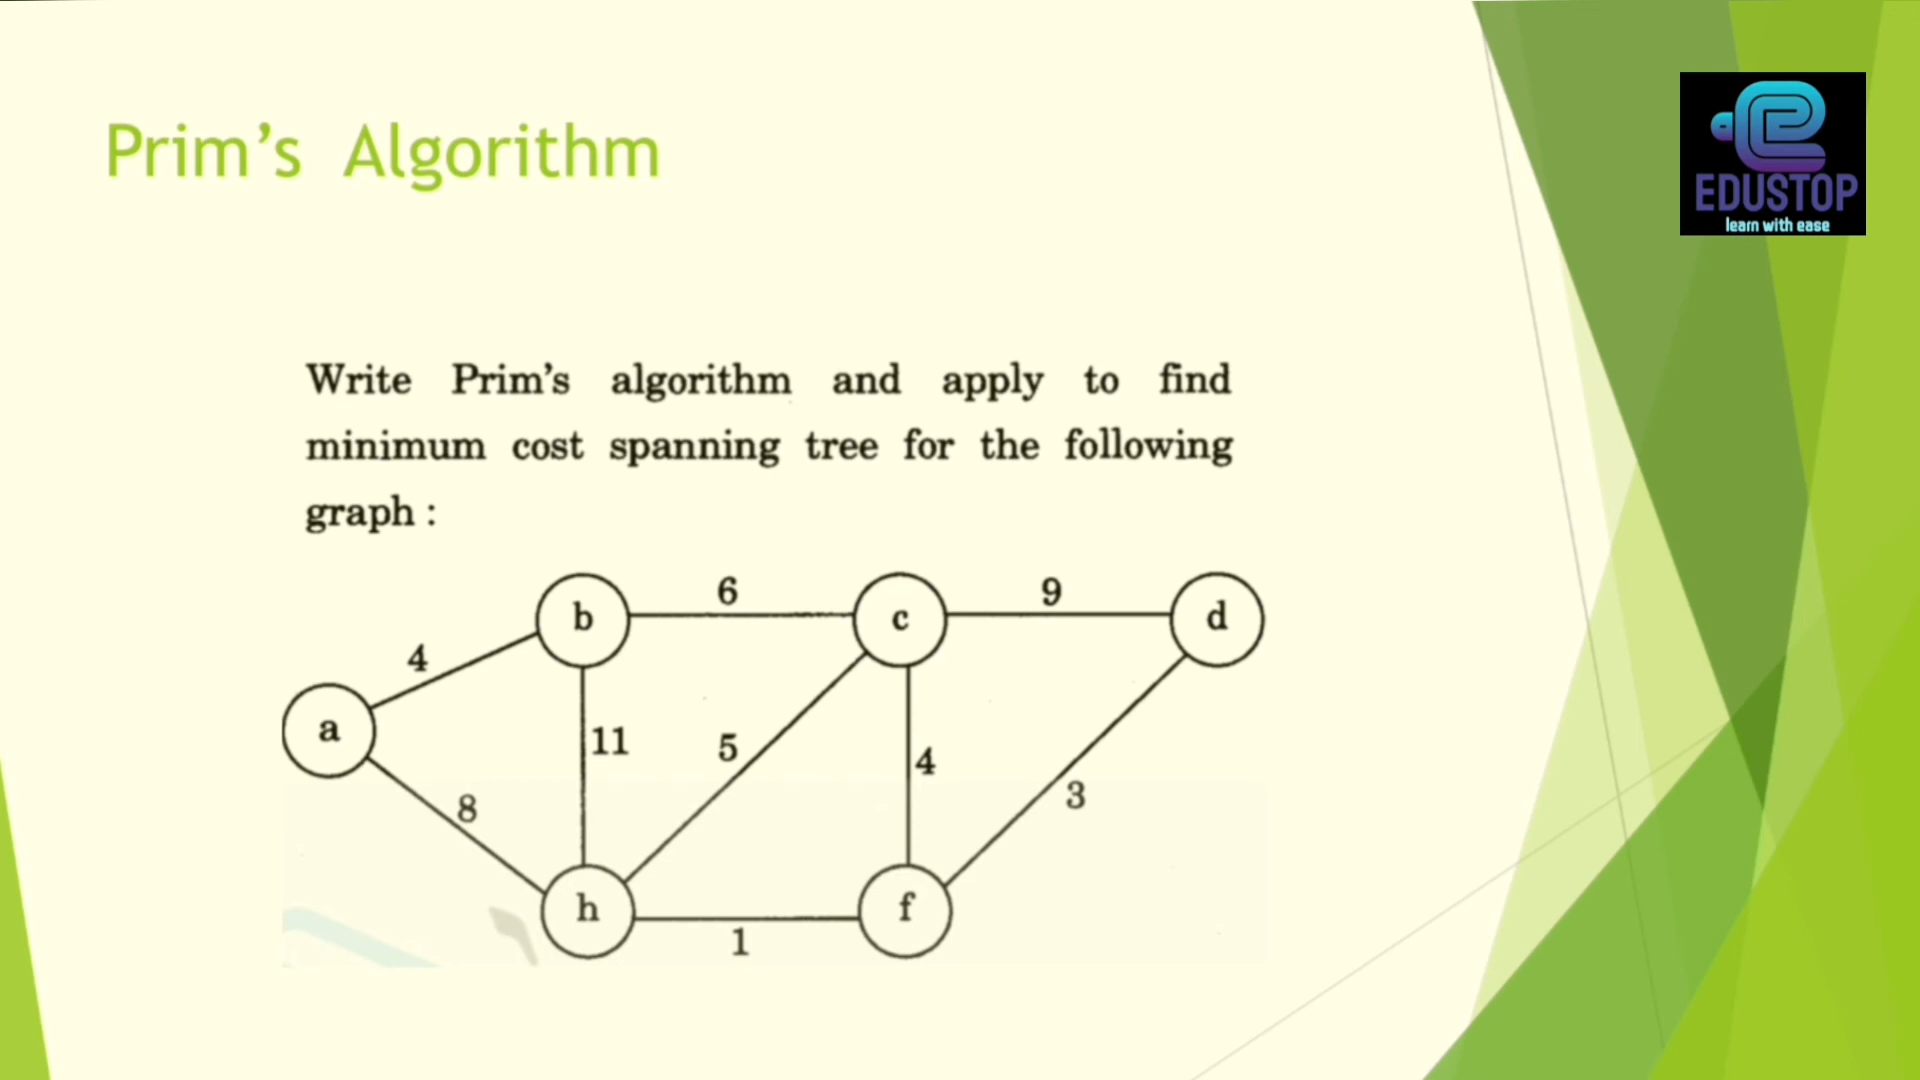 Prim’s Algorithm
EDUSTOP
learn with ease
Write Prim’s algorithm and apply to find
minimum cost spanning tree for the following
graph :
b 6 c 9 d
4
a
11 5 4
3
8
h f
1